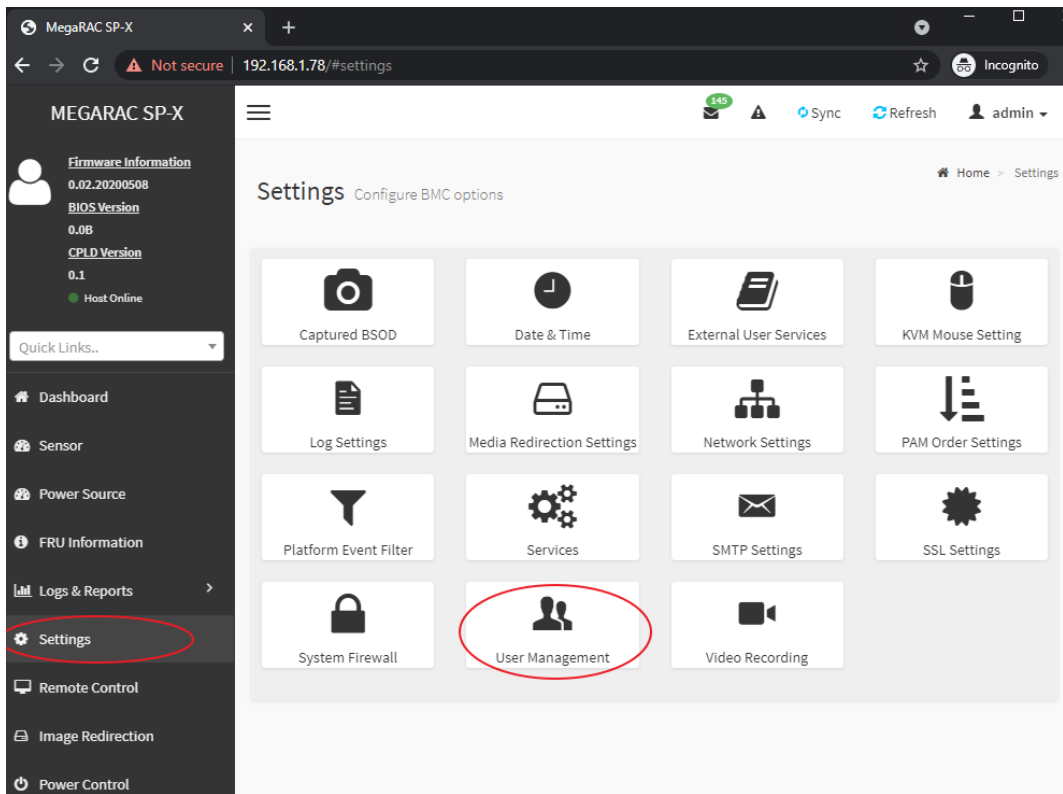 MegaRAC SP-X
Not secure 192.168.1.78/#settings
Incognito
MEGARAC SP-X
145
Sync
Refresh
admin
Firmware Information
0.02.20200508
BIOS Version
0.0B
CPLD Version
0.1
Host Online
Home > Settings
Settings Configure BMC options
Quick Links..
Dashboard
Sensor
Power Source
FRU Information
Logs & Reports
Settings
Remote Control
Image Redirection
Power Control
Captured BSOD
Date & Time
External User Services
KVM Mouse Setting
Log Settings
Media Redirection Settings
Network Settings
PAM Order Settings
Platform Event Filter
Services
SMTP Settings
SSL Settings
System Firewall
User Management
Video Recording